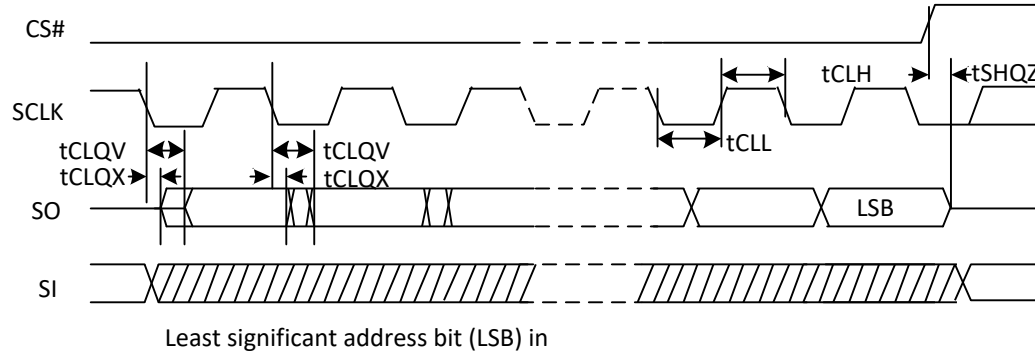 CS#
tCLH
tSHQZ
SCLK
tCLQV
tCLQV
tCLL
tCLQX
tCLQX
SO
LSB
SI
Least significant address bit (LSB) in